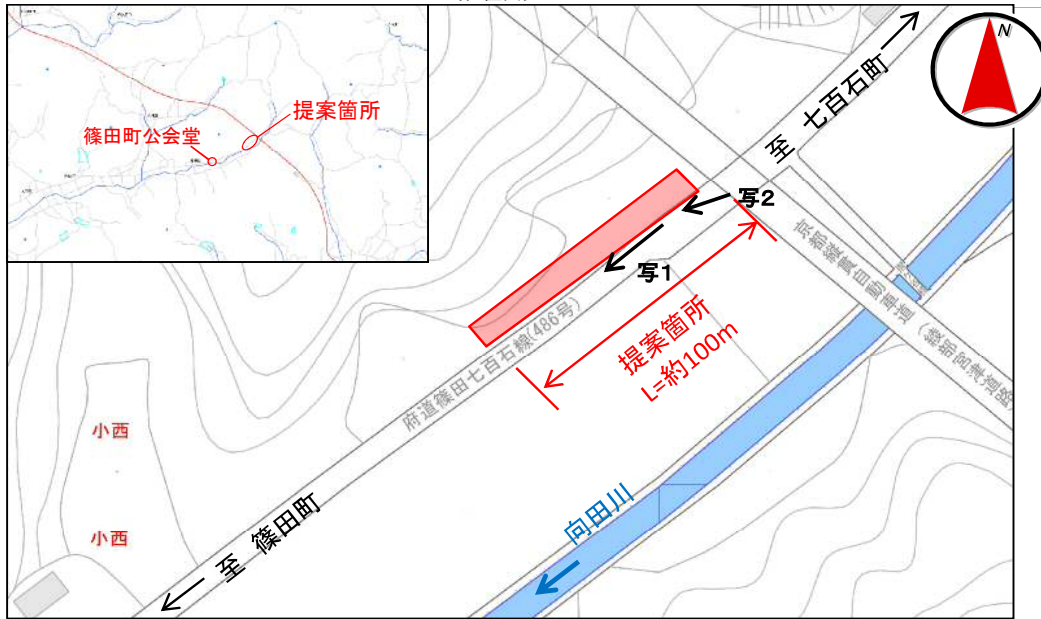 提案箇所
篠田町公会堂
N
至 七百石町
写2
写1
京都縦貫自動車道(綾部宮津道路)
提案箇所
L=約100m
府道篠田七百石線(486号)
小西
小西
向田川
至 篠田町